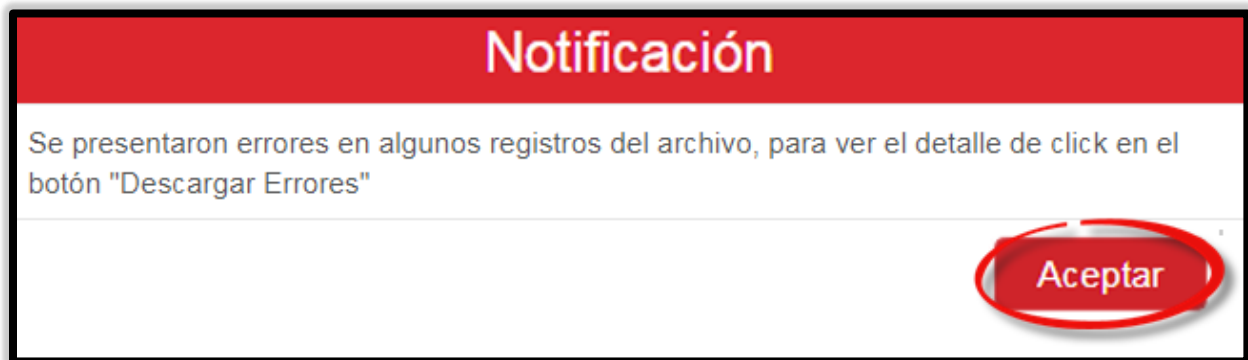 Notificación
Se presentaron errores en algunos registros del archivo, para ver el detalle de click en el
botón "Descargar Errores"
Aceptar